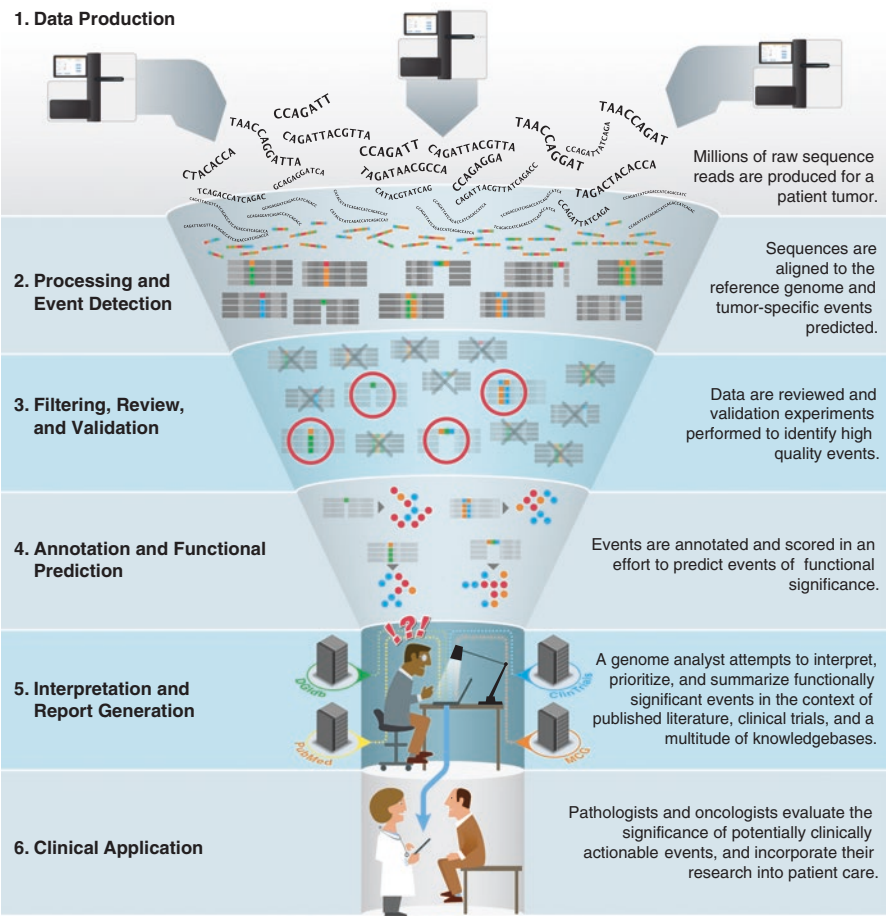 1. Data Production
CCAGATT
TAACCAGGATTA
CAGATTACGTTA
TAACCAGGAT
TAACCAGAT
CCAGATTATCAGA
CTACACCA
GCAGAGGATCA
CCAGATT
TAGATAACGCCA
CAGATTACGTTA
CCAGAGGA
TAGACTACACCA
TCAGACCATCAGAC
CATACGTATCAG
CAGATTACGTTATCAGACC
CCAGATTATCAGA
Millions of raw sequence
reads are produced for a
patient tumor.
2. Processing and
Event Detection
Sequences are
aligned to the
reference genome and
tumor-specific events
predicted.
3. Filtering, Review,
and Validation
Data are reviewed and
validation experiments
performed to identify high
quality events.
4. Annotation and Functional
Prediction
Events are annotated and scored in an
effort to predict events of functional
significance.
!?!
5. Interpretation and
Report Generation
DGIdb
ClinTrials
PubMed
MCG
A genome analyst attempts to interpret,
prioritize, and summarize functionally
significant events in the context of
published literature, clinical trials, and a
multitude of knowledgebases.
6. Clinical Application
Pathologists and oncologists evaluate the
significance of potentially clinically
actionable events, and incorporate their
research into patient care.